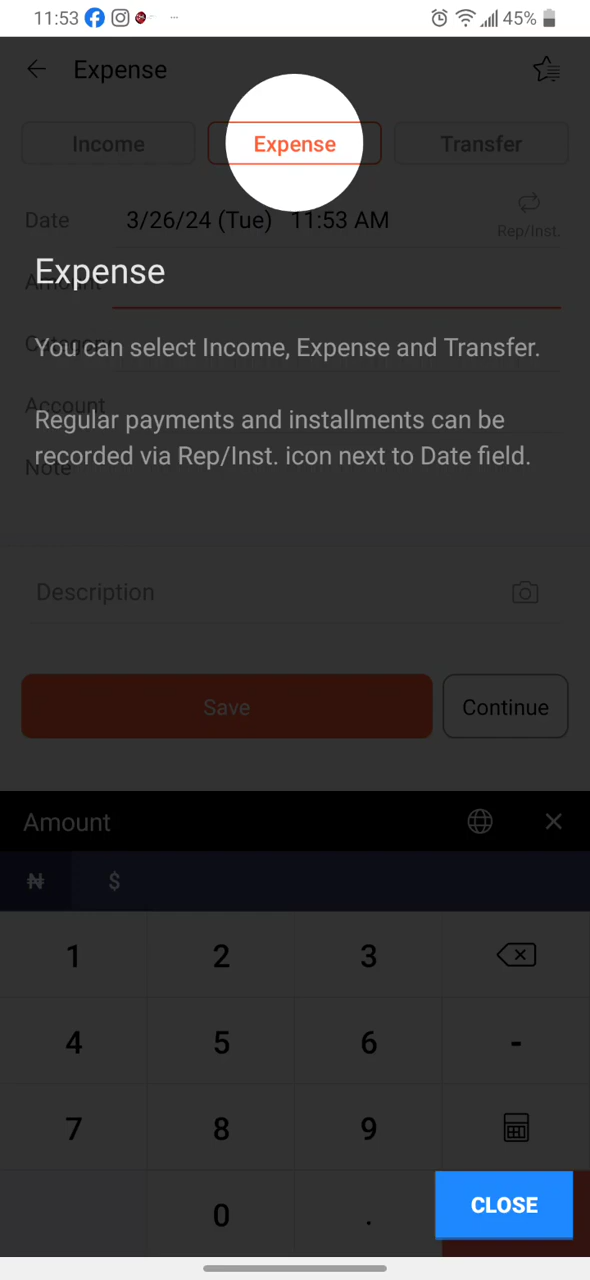 11:53
45%
Expense
Income
Expense
Transfer
Date
3/26/24 (Tue) 11:53 AM
Rep/Inst.
Expense
Amount
You can select Income, Expense and Transfer.
Category
Account
Regular payments and installments can be
recorded via Rep/Inst. icon next to Date field.
Note
Description
Save
Continue
Amount
₦
$
1
2
3
4
5
6
-
7
8
9
0
.
CLOSE